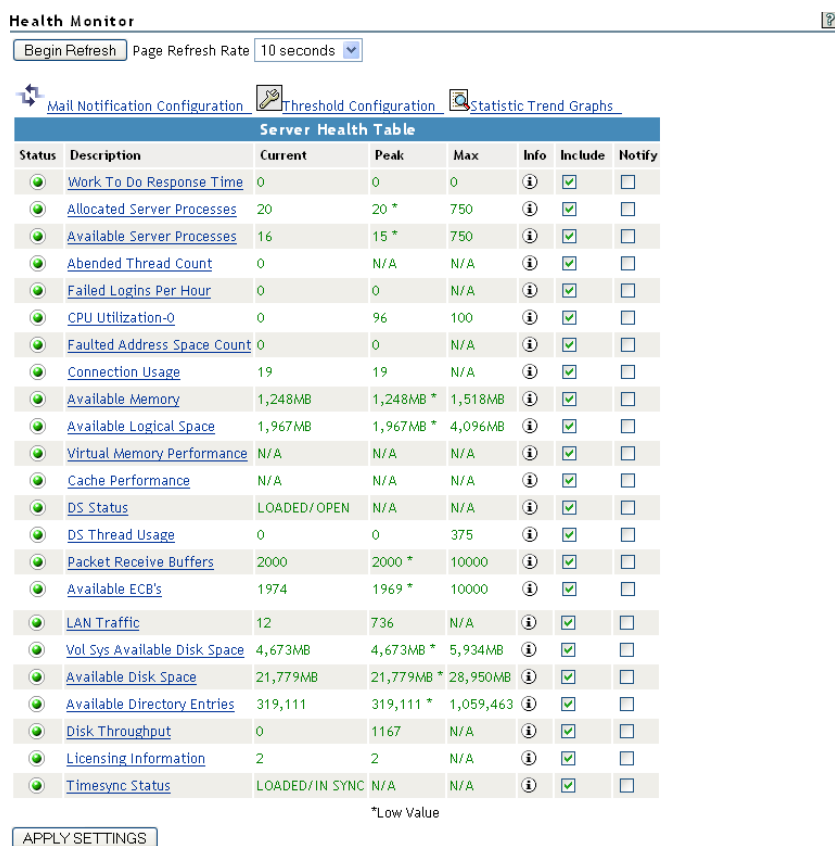 Health Monitor
Begin Refresh Page Refresh Rate 10 seconds
Mail Notification Configuration Threshold Configuration Statistic Trend Graphs
Server Health Table
Status Description Current Peak Max Info Include Notify
Work To Do Response Time 0 0 0
Allocated Server Processes 20 20 * 750
Available Server Processes 16 15 * 750
Abended Thread Count 0 N/A N/A
Failed Logins Per Hour 0 0 N/A
CPU Utilization-0 0 96 100
Faulted Address Space Count 0 0 N/A
Connection Usage 19 19 N/A
Available Memory 1,248MB 1,248MB * 1,518MB
Available Logical Space 1,967MB 1,967MB * 4,096MB
Virtual Memory Performance N/A N/A N/A
Cache Performance N/A N/A N/A
DS Status LOADED/OPEN N/A N/A
DS Thread Usage 0 0 375
Packet Receive Buffers 2000 2000 * 10000
Available ECB's 1974 1969 * 10000
LAN Traffic 12 736 N/A
Vol Sys Available Disk Space 4,673MB 4,673MB * 5,934MB
Available Disk Space 21,779MB 21,779MB * 28,950MB
Available Directory Entries 319,111 319,111 * 1,059,463
Disk Throughput 0 1167 N/A
Licensing Information 2 2 N/A
Timesync Status LOADED/IN SYNC N/A N/A
*Low Value
APPLY SETTINGS